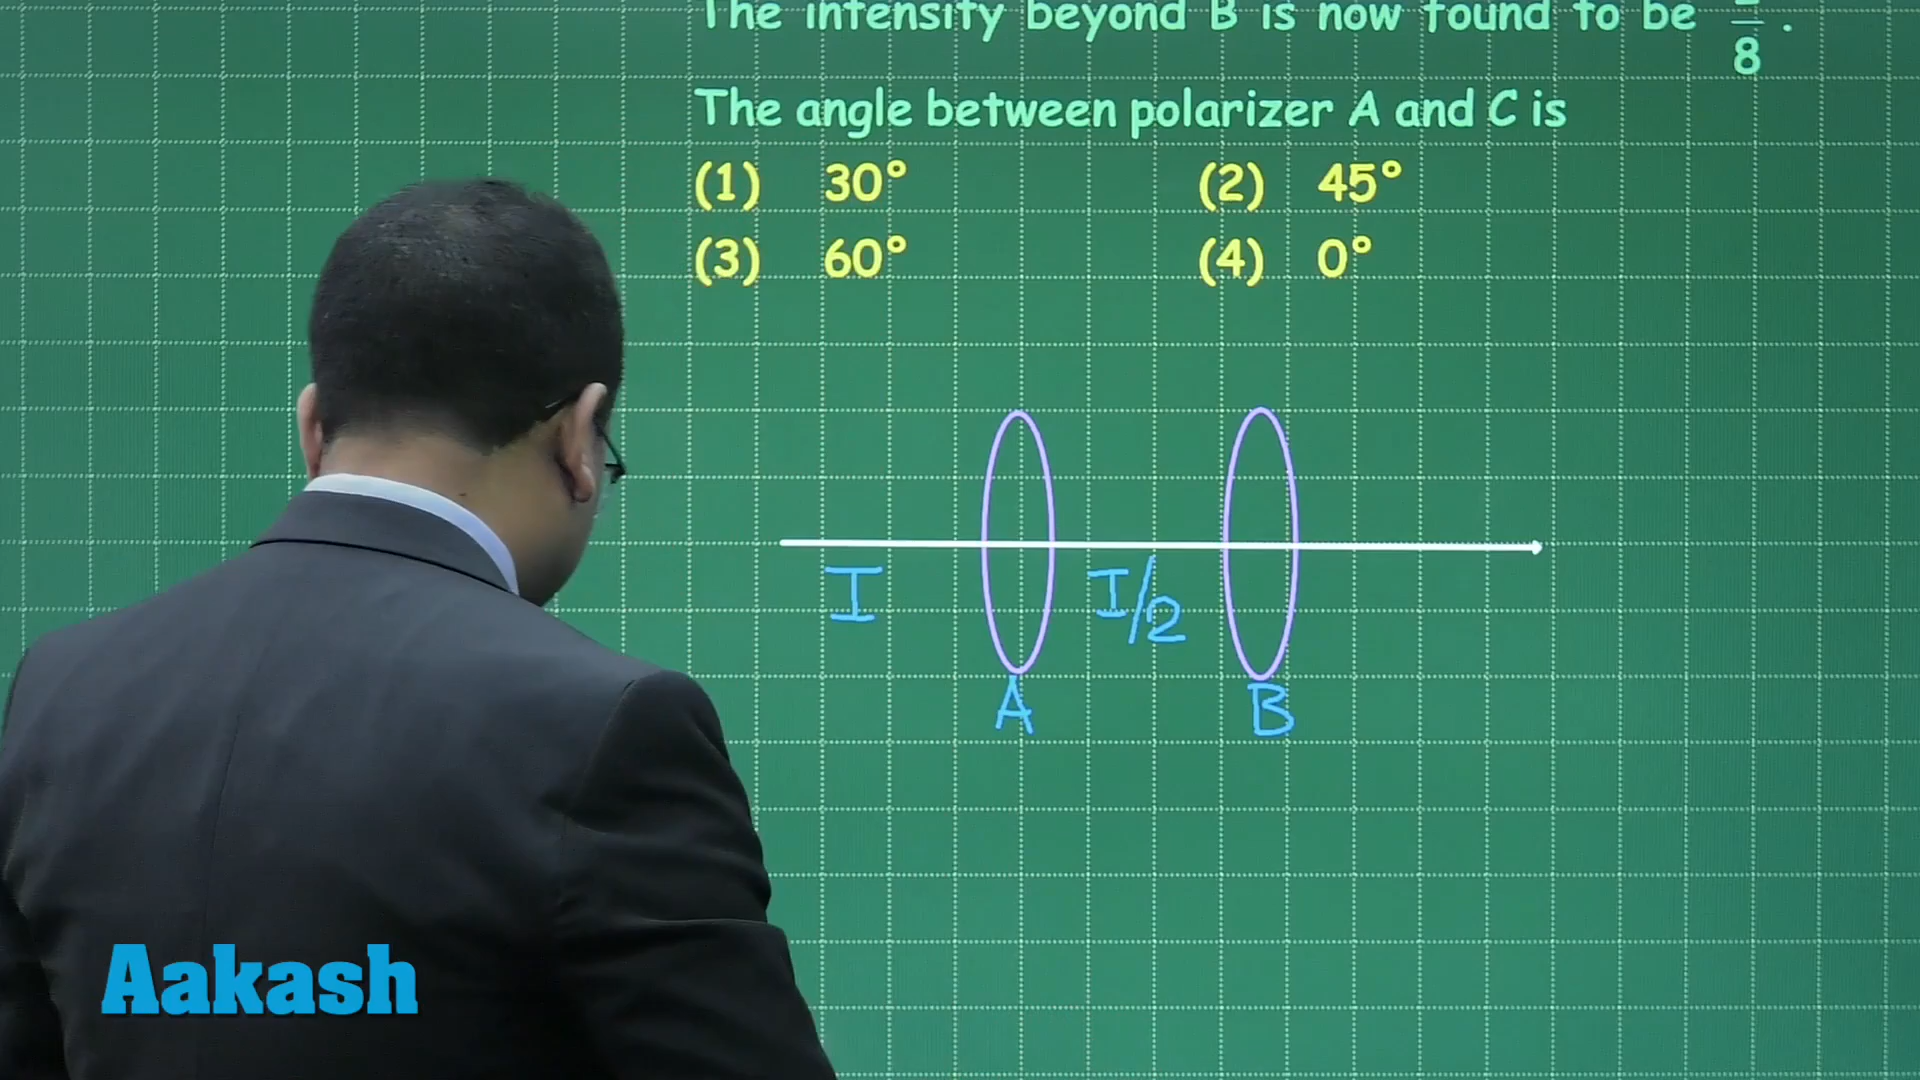 The intensity beyond B is now found to be /8.
The angle between polarizer A and C is
(1) 30° (2) 45°
(3) 60° (4) 0°
I I/2
A B
Aakash